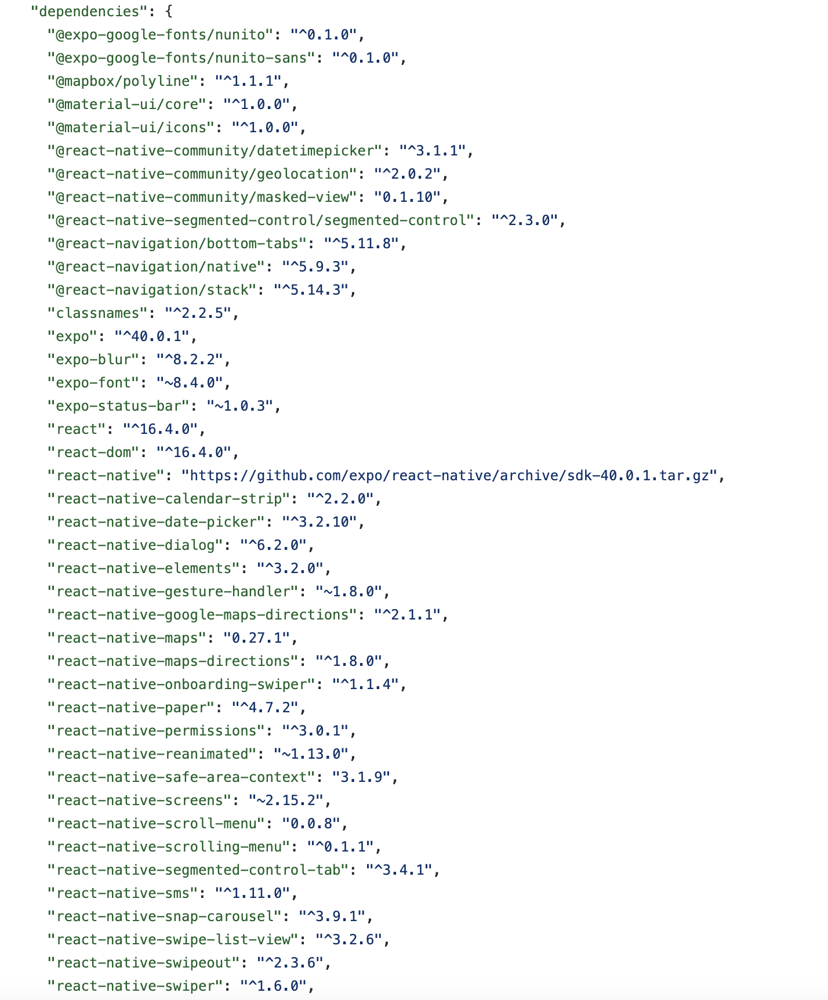 "dependencies": {
"@expo-google-fonts/nunito": "^0.1.0",
"@expo-google-fonts/nunito-sans": "^0.1.0",
"@mapbox/polyline": "^1.1.1",
"@material-ui/core": "^1.0.0",
"@material-ui/icons": "^1.0.0",
"@react-native-community/datetimepicker": "^3.1.1",
"@react-native-community/geolocation": "^2.0.2",
"@react-native-community/masked-view": "0.1.10",
"@react-native-segmented-control/segmented-control": "^2.3.0",
"@react-navigation/bottom-tabs": "^5.11.8",
"@react-navigation/native": "^5.9.3",
"@react-navigation/stack": "^5.14.3",
"classnames": "^2.2.5",
"expo": "^40.0.1",
"expo-blur": "^8.2.2",
"expo-font": "~8.4.0",
"expo-status-bar": "~1.0.3",
"react": "^16.4.0",
"react-dom": "^16.4.0",
"react-native": "https://github.com/expo/react-native/archive/sdk-40.0.1.tar.gz",
"react-native-calendar-strip": "^2.2.0",
"react-native-date-picker": "^3.2.10",
"react-native-dialog": "^6.2.0",
"react-native-elements": "^3.2.0",
"react-native-gesture-handler": "~1.8.0",
"react-native-google-maps-directions": "^2.1.1",
"react-native-maps": "0.27.1",
"react-native-maps-directions": "^1.8.0",
"react-native-onboarding-swiper": "^1.1.4",
"react-native-paper": "^4.7.2",
"react-native-permissions": "^3.0.1",
"react-native-reanimated": "~1.13.0",
"react-native-safe-area-context": "3.1.9",
"react-native-screens": "~2.15.2",
"react-native-scroll-menu": "0.0.8",
"react-native-scrolling-menu": "^0.1.1",
"react-native-segmented-control-tab": "^3.4.1",
"react-native-sms": "^1.11.0",
"react-native-snap-carousel": "^3.9.1",
"react-native-swipe-list-view": "^3.2.6",
"react-native-swipeout": "^2.3.6",
"react-native-swiper": "^1.6.0",